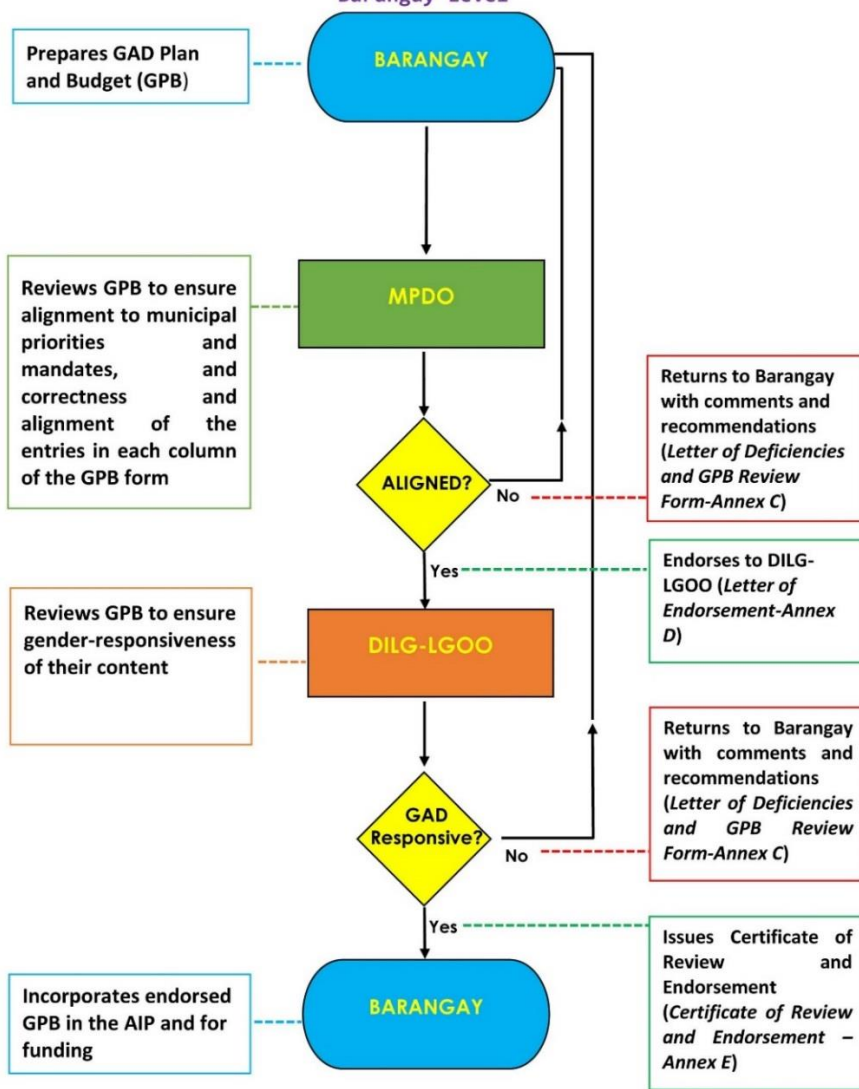 Barangay Level
Prepares GAD Plan
and Budget (GPB)
BARANGAY
Reviews GPB to ensure
alignment to municipal
priorities and
mandates, and
correctness and
alignment of the
entries in each column
of the GPB form
MPDO
Returns to Barangay
with comments and
recommendations
(Letter of Deficiencies
and GPB Review
Form-Annex C)
ALIGNED?
No
Yes
Endorses to DILG-
LGOO (Letter of
Endorsement-Annex
D)
Reviews GPB to ensure
gender-responsiveness
of their content
DILG-LGOO
Returns to Barangay
with comments and
recommendations
(Letter of Deficiencies
and GPB Review
Form-Annex C)
GAD
Responsive?
No
Yes
Issues Certificate of
Review and
Endorsement
(Certificate of Review
and Endorsement –
Annex E)
Incorporates endorsed
GPB in the AIP and for
funding
BARANGAY